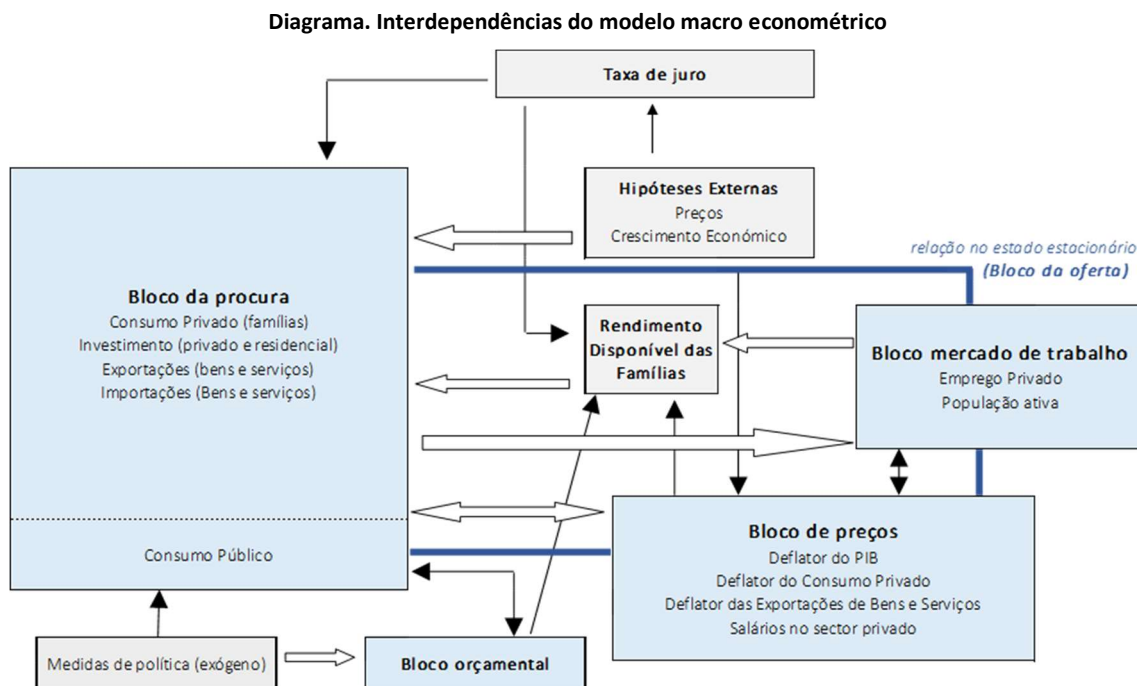 Diagrama. Interdependências do modelo macro econométrico
Taxa de juro
Hipóteses Externas
Preços
Crescimento Económico
relação no estado estacionário
(Bloco da oferta)
Bloco da procura
Consumo Privado (famílias)
Investimento (privado e residencial)
Exportações (bens e serviços)
Importações (Bens e serviços)
Rendimento
Disponível das
Famílias
Bloco mercado de trabalho
Emprego Privado
População ativa
Consumo Público
Bloco de preços
Deflator do PIB
Deflator do Consumo Privado
Deflator das Exportações de Bens e Serviços
Salários no sector privado
Medidas de política (exógeno)
Bloco orçamental